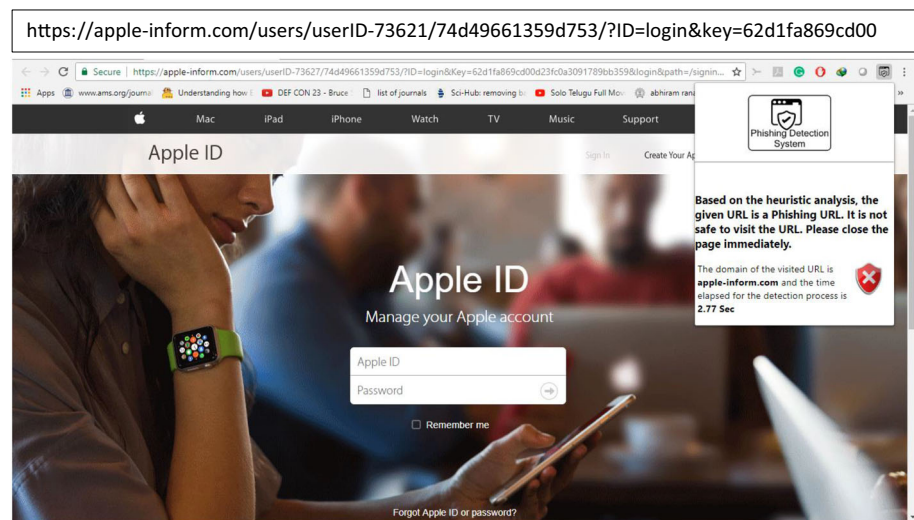 https://apple-inform.com/users/userID-73621/74d49661359d753/?ID=login&key=62d1fa869cd00
Secure | https://apple-inform.com/users/userID-73627/74d49661359d753/?ID=login&Key=62d1fa869cd00d23fc0a3091789bb359&login&path=/signin...
Apps www.ams.org/journal Understanding how DEF CON 23 - Bruce list of journals Sci-Hub: removing b Solo Telugu Full Mov abhiram rana »
Mac iPad iPhone Watch TV Music Support
Apple ID
Sign In Create Your Ap
Phishing Detection
System
Based on the heuristic analysis, the
given URL is a Phishing URL. It is not
safe to visit the URL. Please close the
page immediately.
The domain of the visited URL is
apple-inform.com and the time
elapsed for the detection process is
2.77 Sec
Apple ID
Manage your Apple account
Apple ID
Password
Remember me
Forgot Apple ID or password?